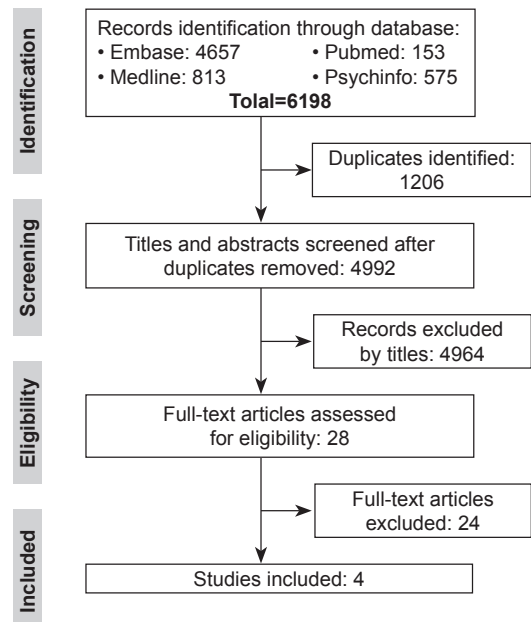 Identification
Records identification through database:
• Embase: 4657 • Pubmed: 153
• Medline: 813 • Psychinfo: 575
Tolal=6198
Duplicates identified:
1206
Screening
Titles and abstracts screened after
duplicates removed: 4992
Records excluded
by titles: 4964
Eligibility
Full-text articles assessed
for eligibility: 28
Full-text articles
excluded: 24
Included
Studies included: 4